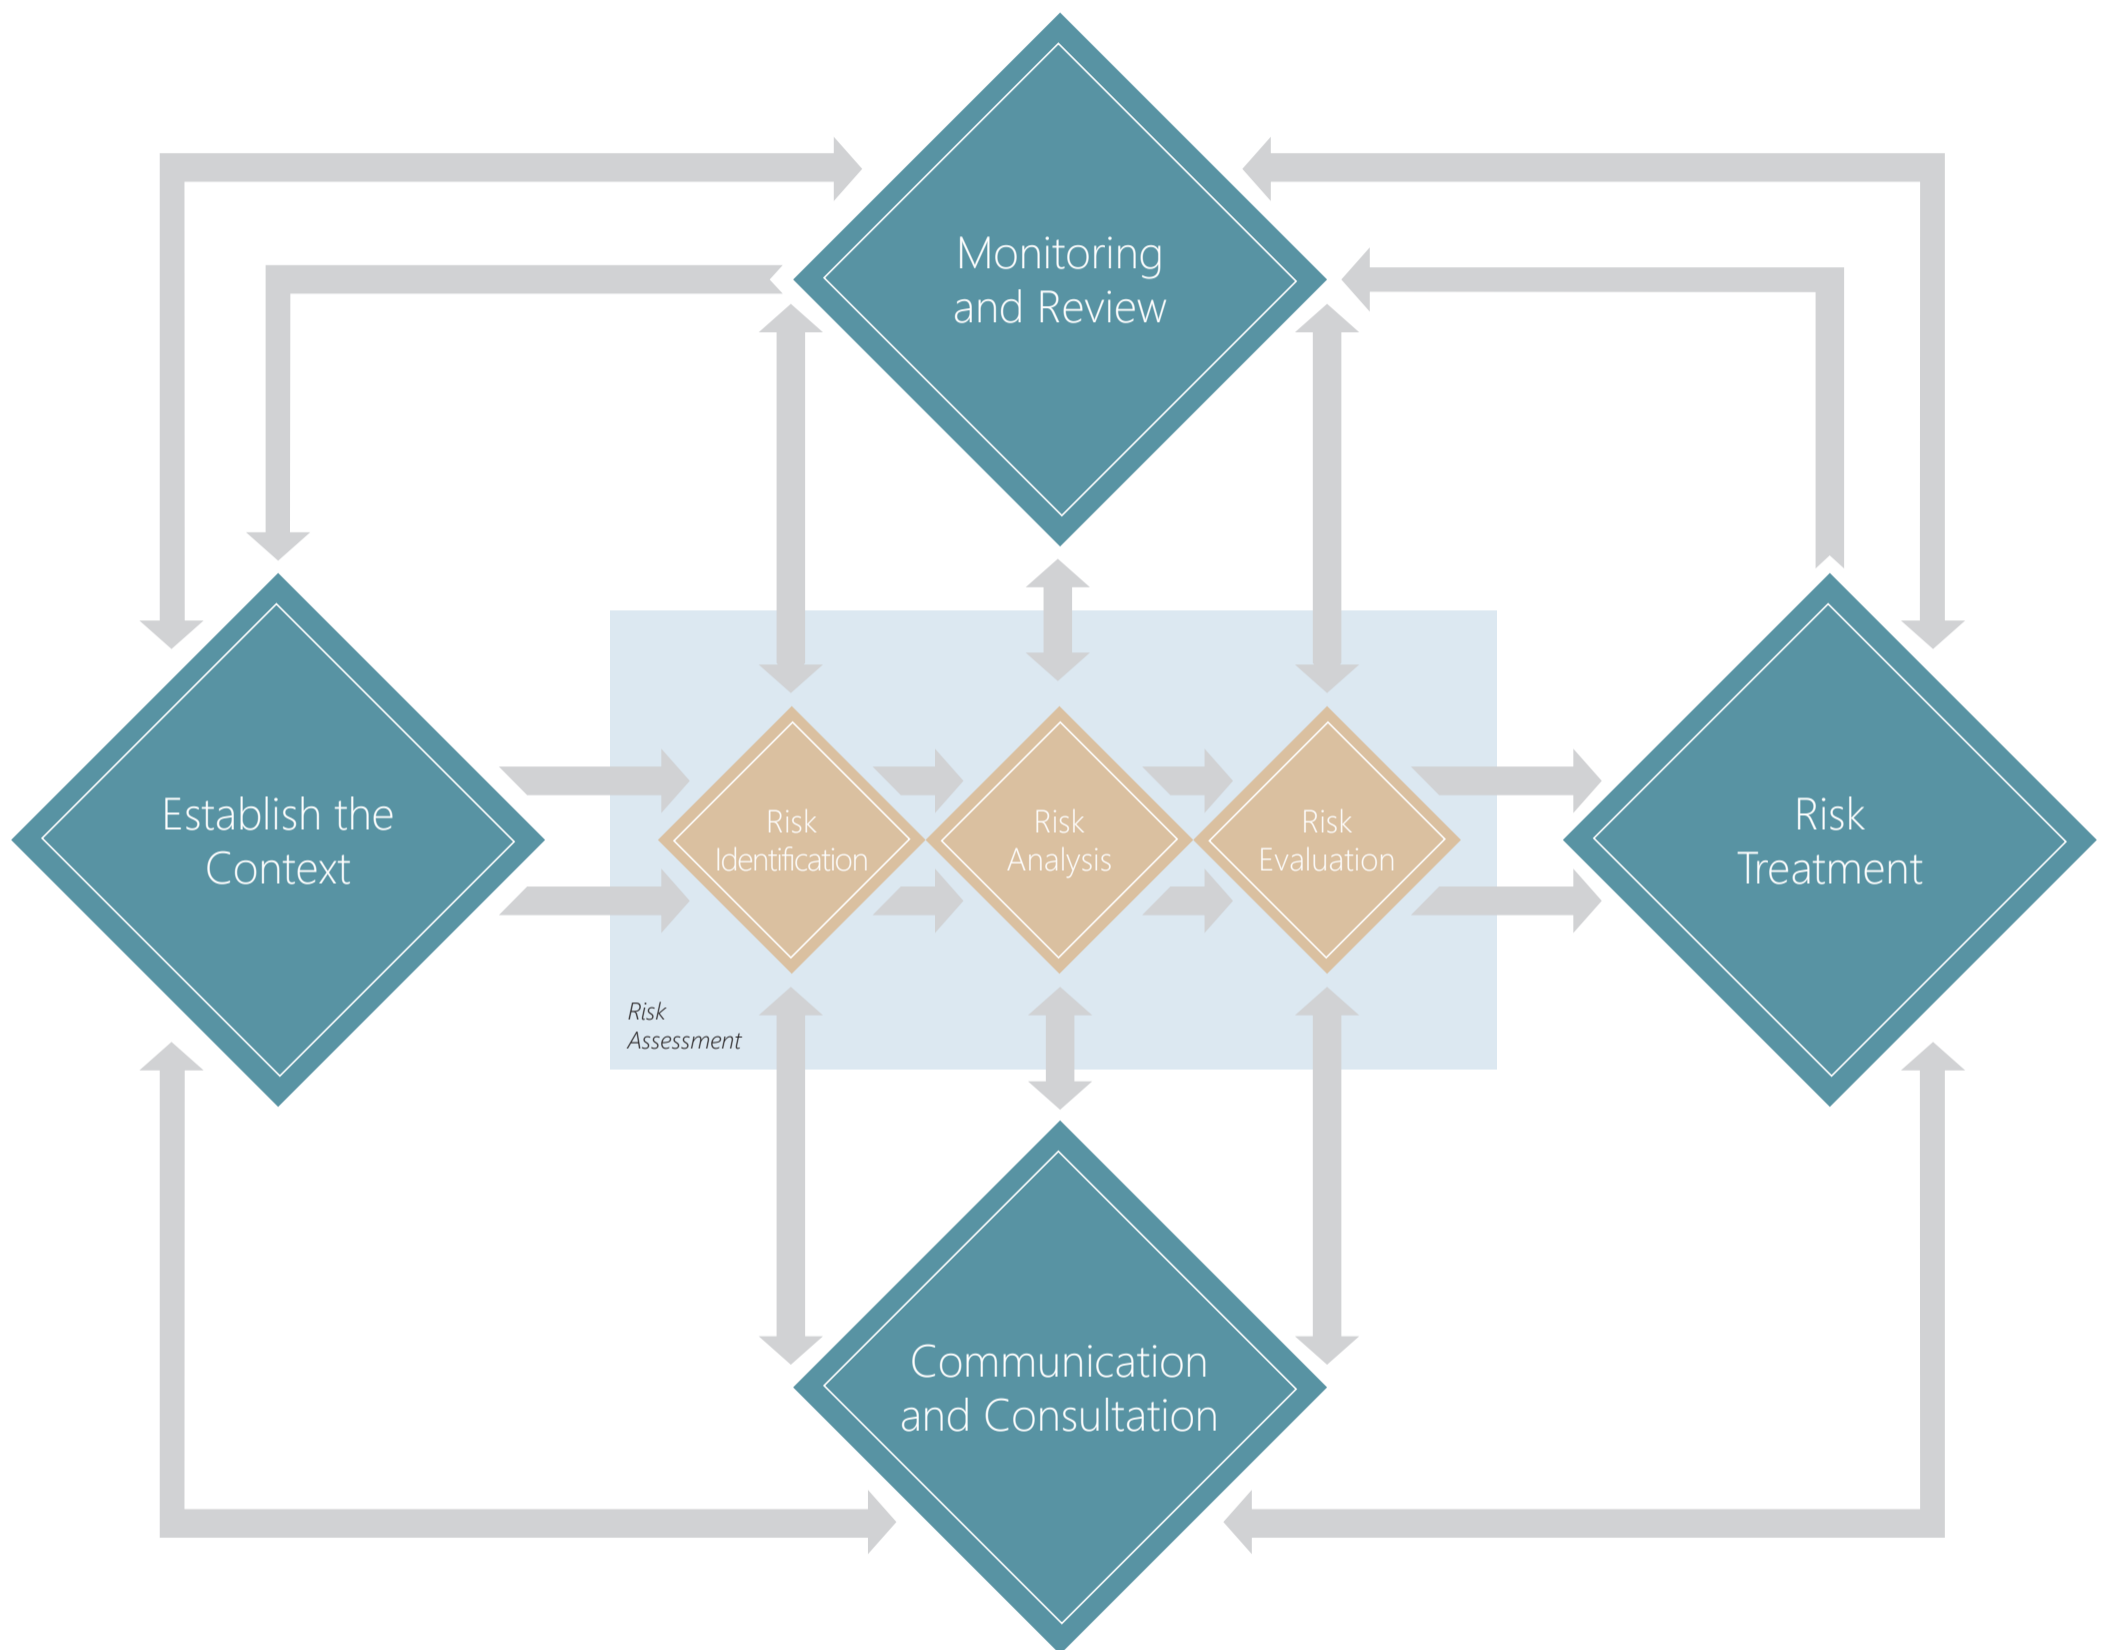 Monitoring
and Review
Establish the
Context
Risk
Identification
Risk
Analysis
Risk
Evaluation
Risk
Treatment
Risk
Assessment
Communication
and Consultation